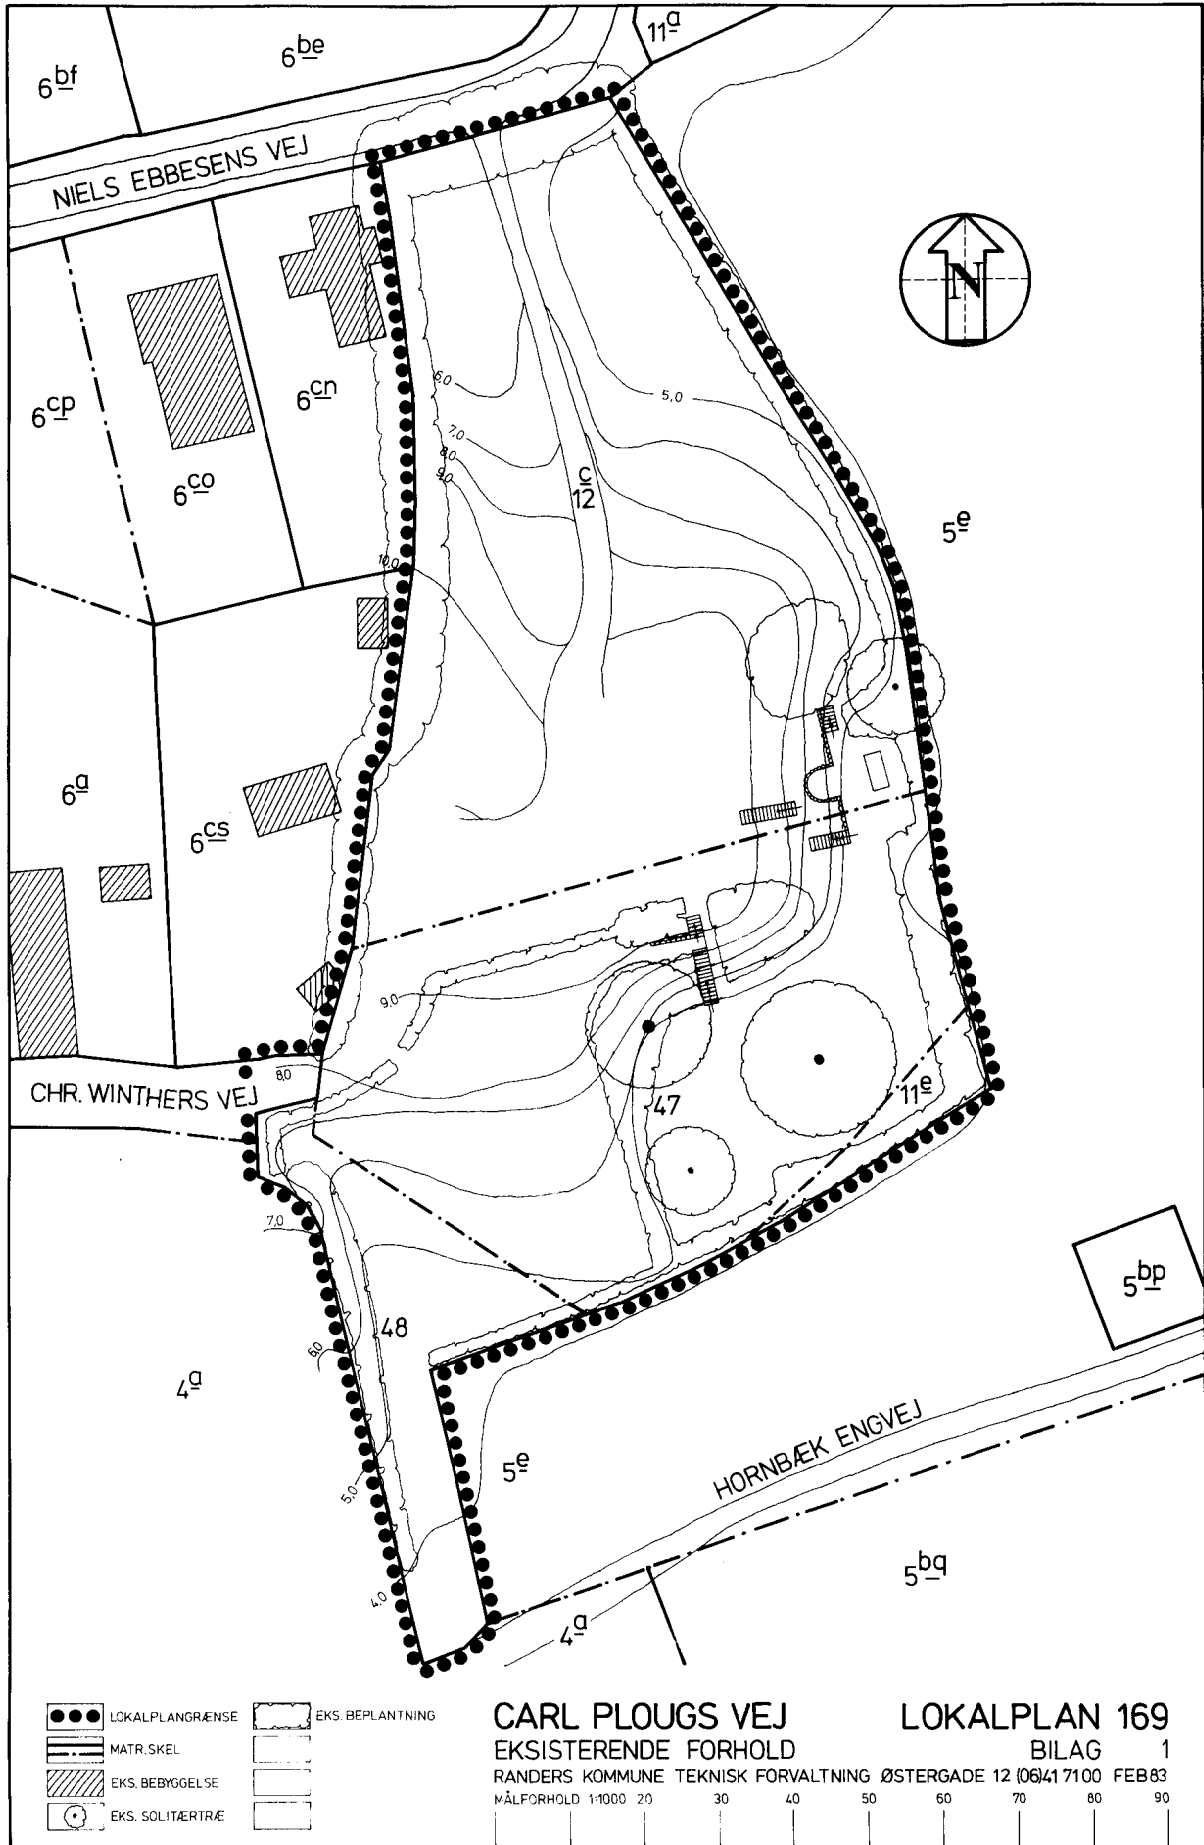 11a
6be
6bf
NIELS EBBESENS VEJ
N
6cn
6cp
6co
6,0
5,0
7,0
8,0
9,0
c
12
5e
10,0
6a
6cs
9,0
8,0
CHR. WINTHERS VEJ
47
11e
7,0
5bp
48
6,0
4a
HORNBÆK ENGVEJ
5e
5,0
5bq
4,0
4a
LOKALPLANGRÆNSE
EKS. BEPLANTNING
MATR. SKEL
EKS. BEBYGGELSE
EKS. SOLITÆRTRÆ
CARL PLOUGS VEJ LOKALPLAN 169
EKSISTERENDE FORHOLD BILAG 1
RANDERS KOMMUNE TEKNISK FORVALTNING ØSTERGADE 12 (06)41 7100 FEB 83
MÅLFORHOLD 1:1000 20 30 40 50 60 70 80 90